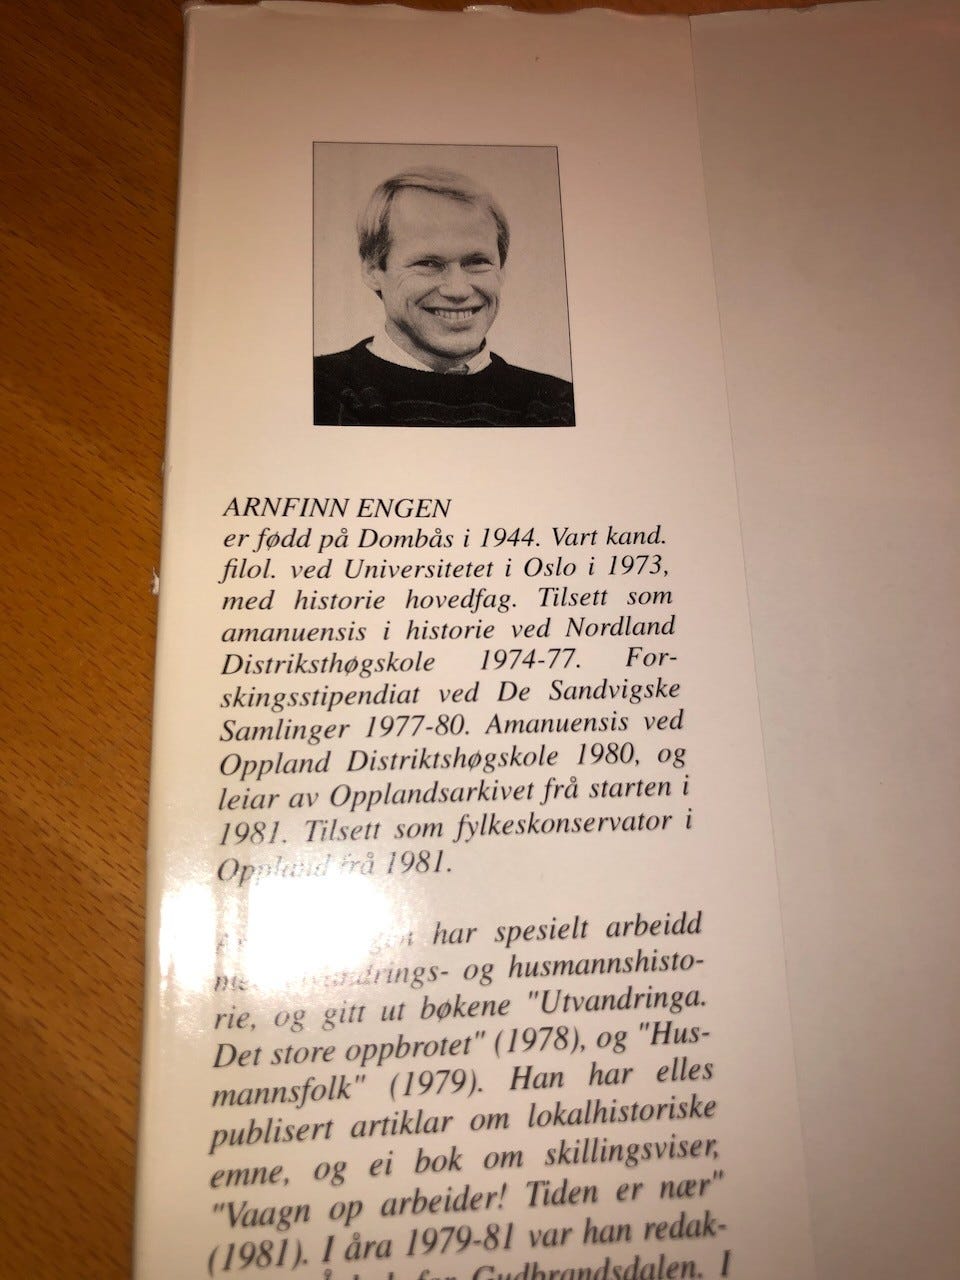 ARNFINN ENGEN
er fødd på Dombås i 1944. Vart kand.
filol. ved Universitetet i Oslo i 1973,
med historie hovedfag. Tilsett som
amanuensis i historie ved Nordland
Distriksthøgskole 1974-77. For-
skingsstipendiat ved De Sandvigske
Samlinger 1977-80. Amanuensis ved
Oppland Distriktshøgskole 1980, og
leiar av Opplandsarkivet frå starten i
1981. Tilsett som fylkeskonservator i
Oppland frå 1981.
har spesielt arbeidd
og husmannshisto-
rie, og gitt ut bøkene "Utvandringa.
Det store oppbrotet" (1978), og "Hus-
mannsfolk" (1979). Han har elles
publisert artiklar om lokalhistoriske
emne, og ei bok om skillingsviser,
"Vaagn op arbeider! Tiden er nær"
(1981). I åra 1979-81 var han redak-
for Gudbrandsdalen. I